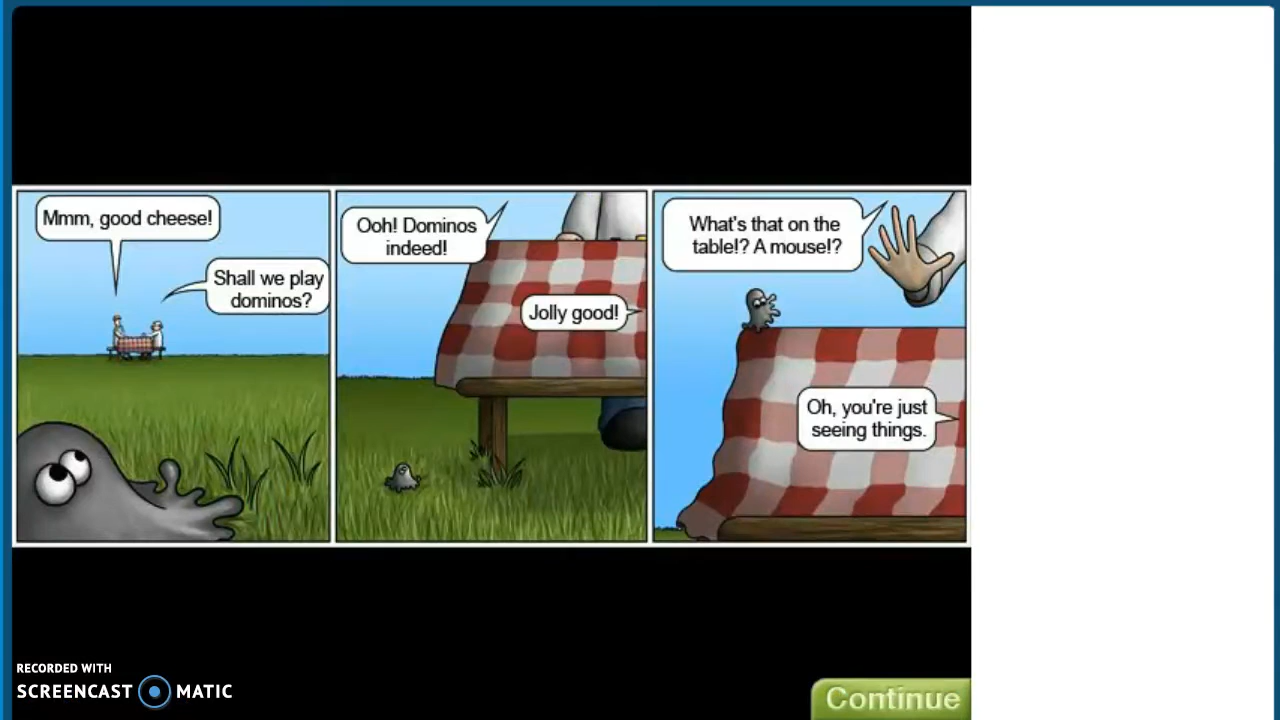 Mmm, good cheese!
Shall we play
dominos?
Ooh! Dominos
indeed!
Jolly good!
What's that on the
table!? A mouse!?
Oh, you're just
seeing things.
RECORDED WITH
SCREENCAST MATIC
Continue